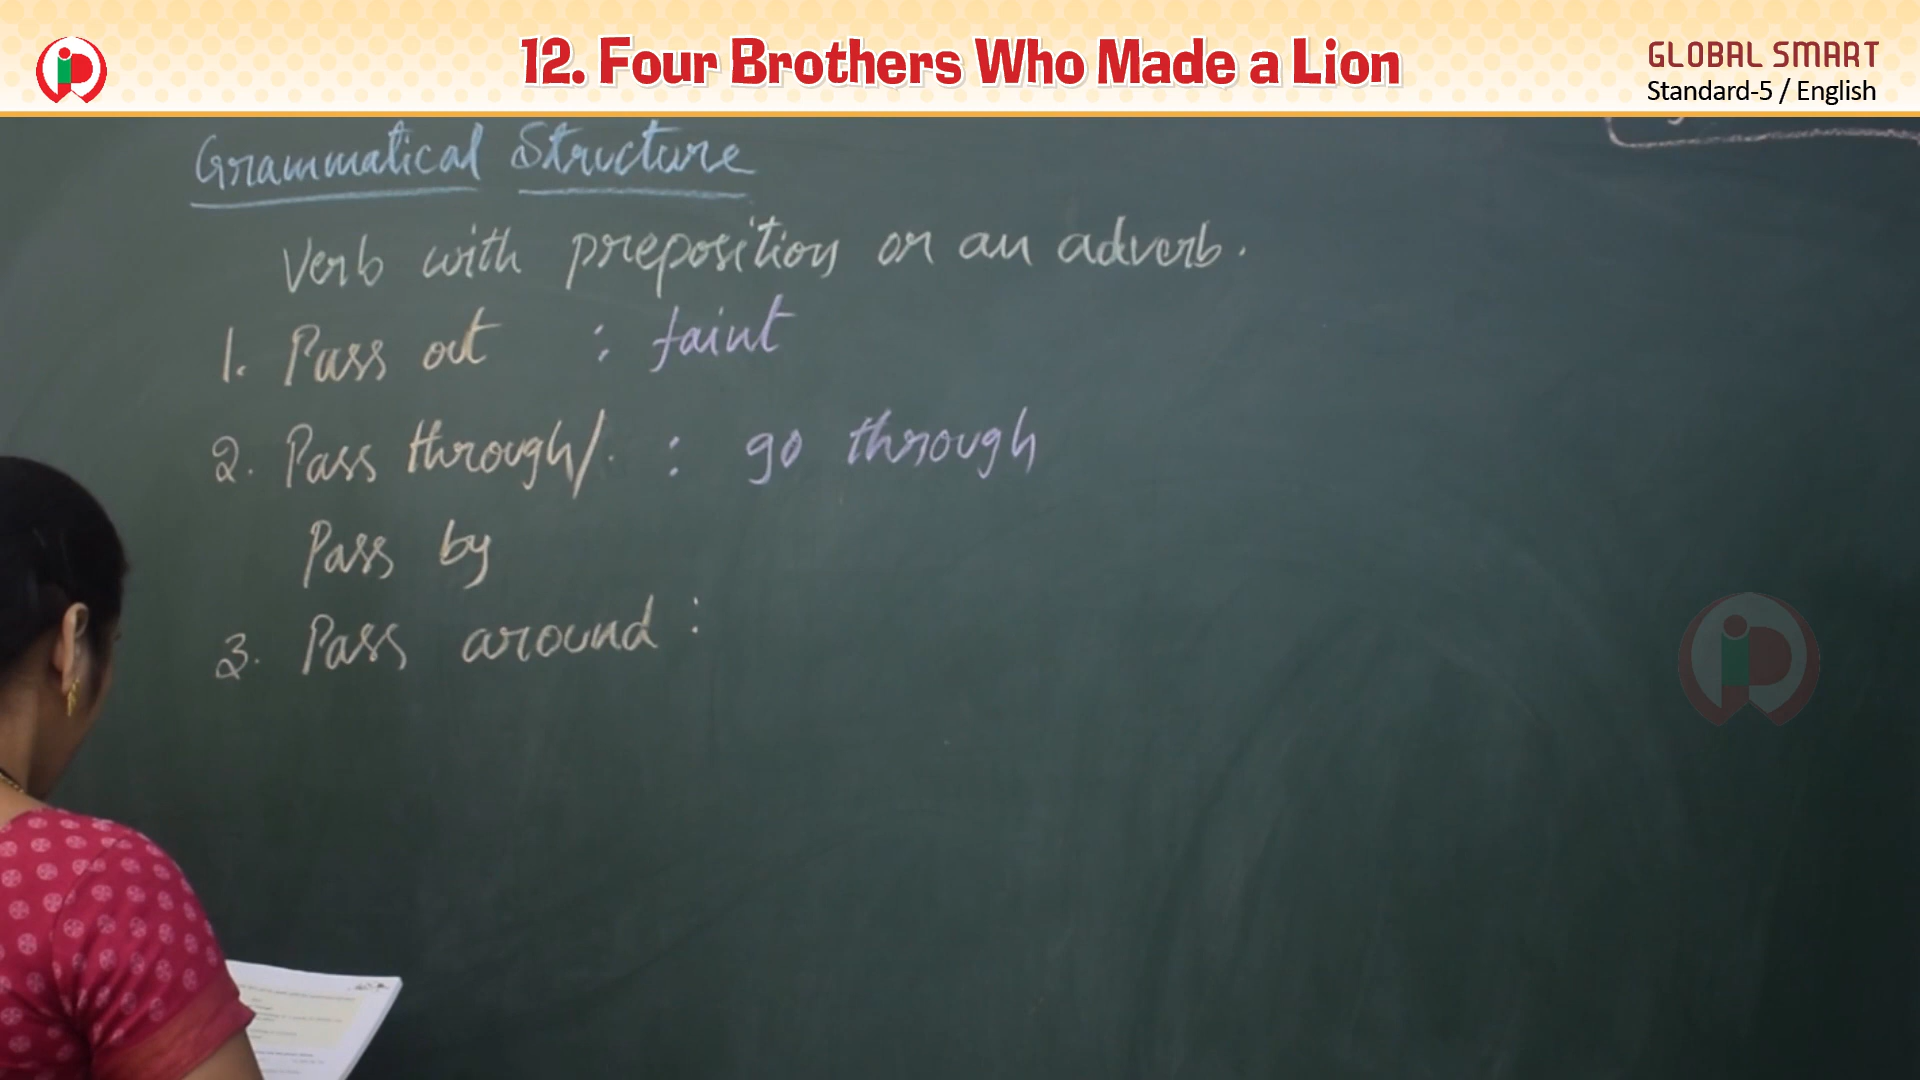 12. Four Brothers Who Made a Lion
GLOBAL SMART
Standard-5 / English
Grammatical Structure
Verb with preposition or an adverb.
1. Pass out : faint
2. Pass through/. : go through
Pass by
3. Pass around :